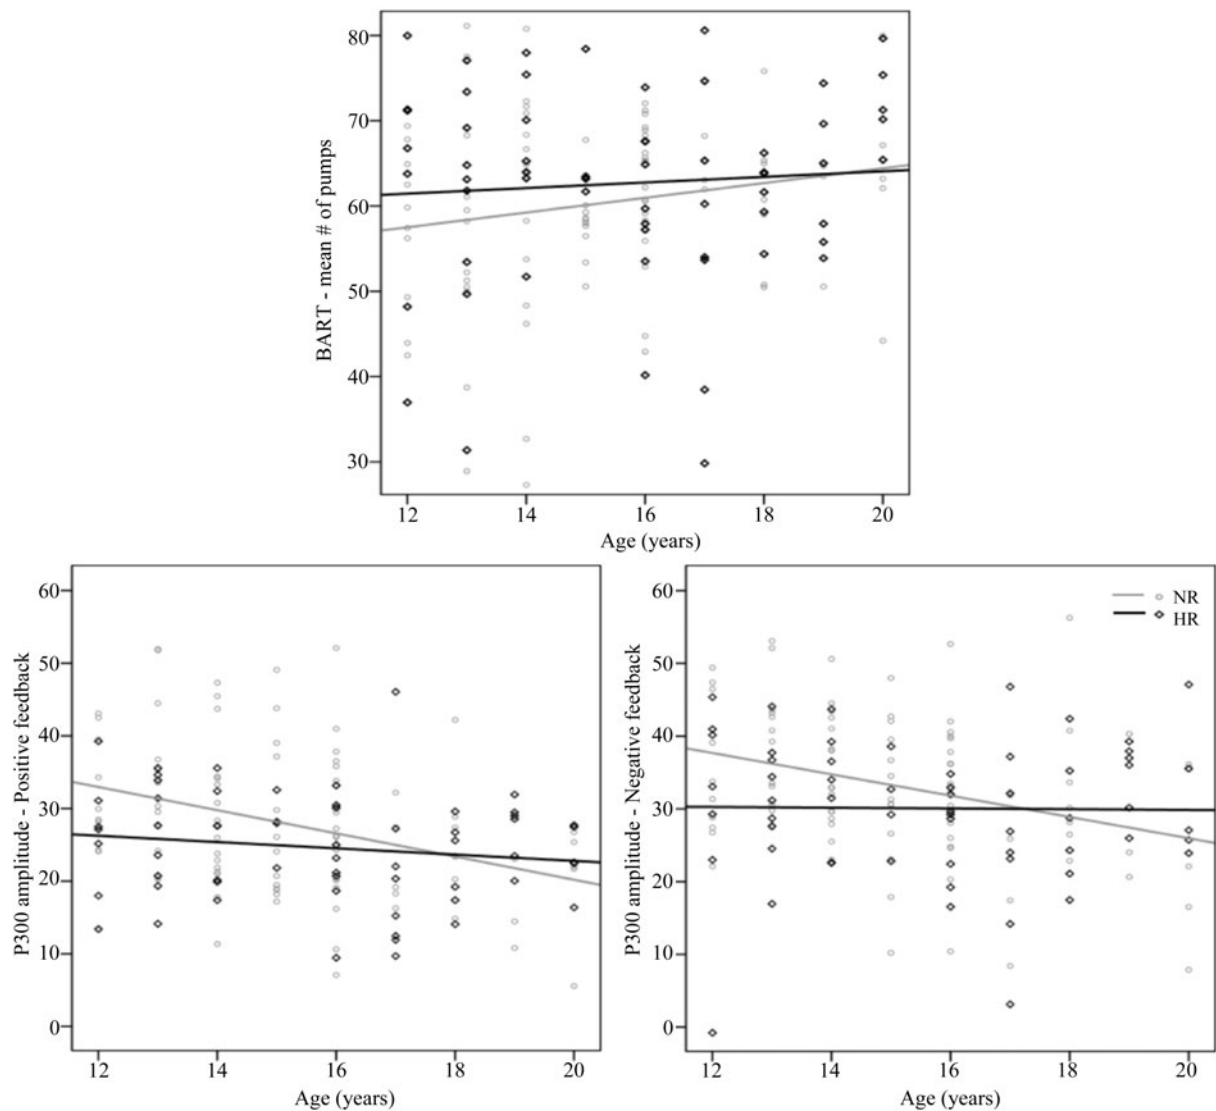 80
70
60
50
40
30
BART - mean # of pumps
12 14 16 18 20
Age (years)
60
50
40
30
20
10
0
P300 amplitude - Positive feedback
12 14 16 18 20
Age (years)
60
50
40
30
20
10
0
P300 amplitude - Negative feedback
NR
HR
12 14 16 18 20
Age (years)